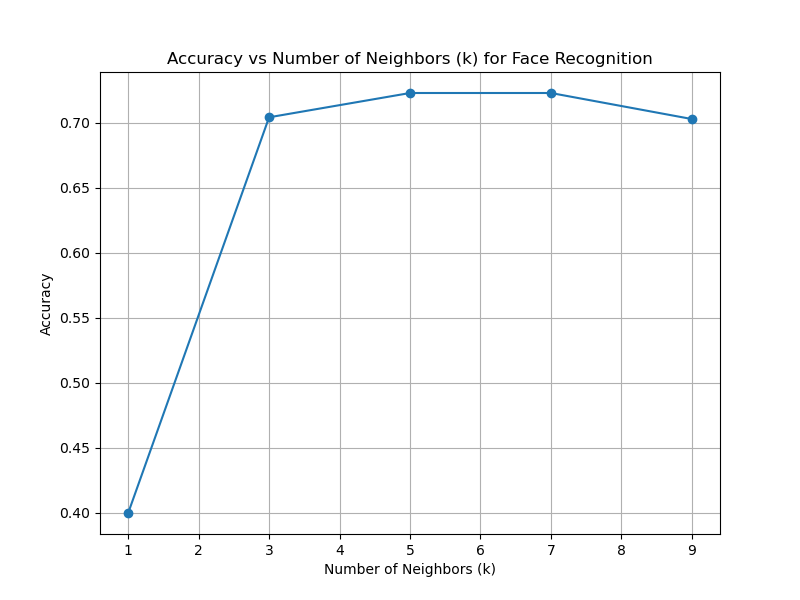 Accuracy vs Number of Neighbors (k) for Face Recognition
0.70
0.65
0.60
0.55
0.50
0.45
0.40
Accuracy
1 2 3 4 5 6 7 8 9
Number of Neighbors (k)